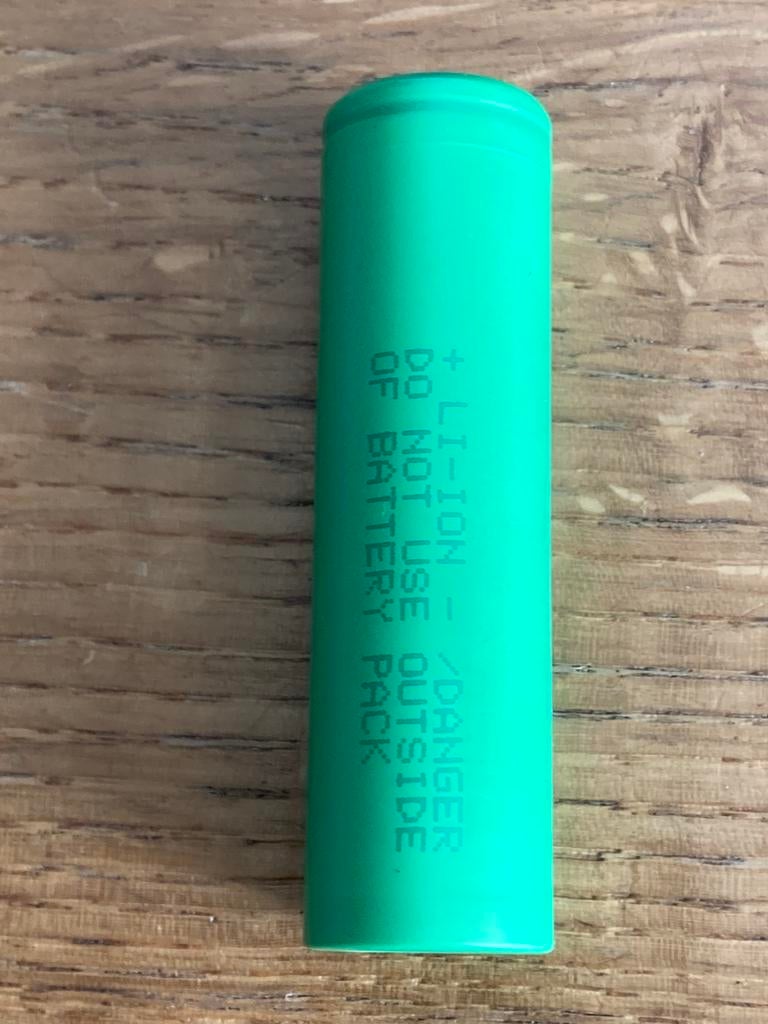 + LI-ION - /DANGER
DO NOT USE OUTSIDE
OF BATTERY PACK